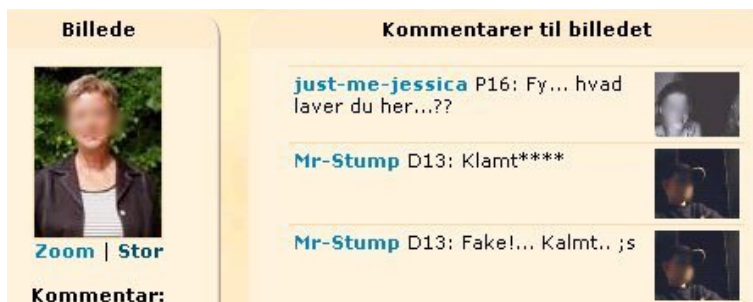 Billede
Zoom | Stor
Kommentar:
Kommentarer til billedet
just-me-jessica P16: Fy... hvad
laver du her...??
Mr-Stump D13: Klamt****
Mr-Stump D13: Fake!... Kalmt.. ;s